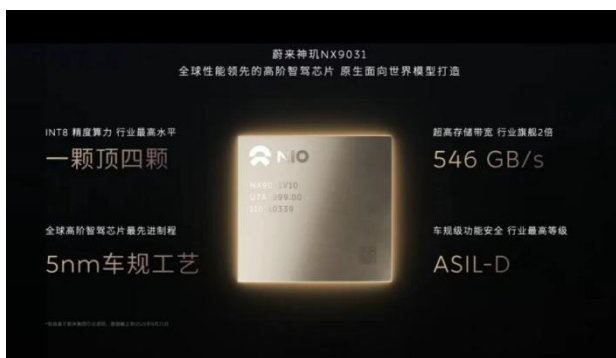 蔚来神玑NX9031
全球性能领先的高阶智驾芯片 原生面向世界模型打造
INT8 精度算力 行业最高水平
一颗顶四颗
超高存储带宽 行业旗舰2倍
546 GB/s
NIO
全球高阶智驾芯片最先进制程
5nm车规工艺
车规级功能安全 行业最高等级
ASIL-D